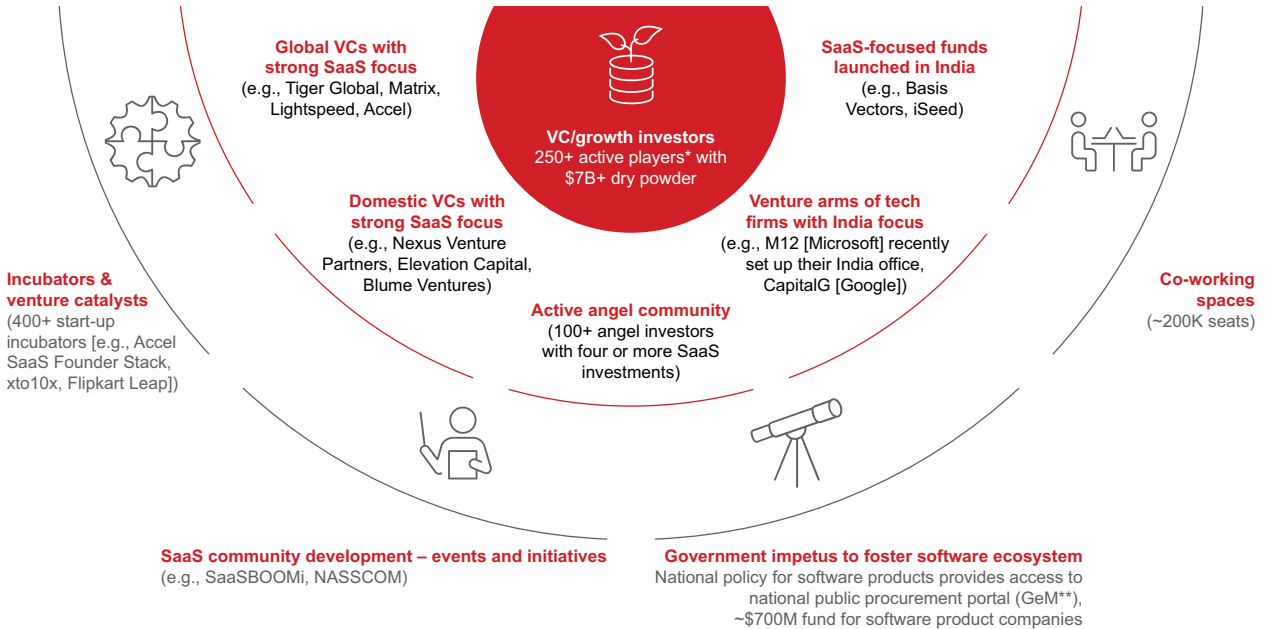 Global VCs with
strong SaaS focus
(e.g., Tiger Global, Matrix,
Lightspeed, Accel)
VC/growth investors
250+ active players* with
$7B+ dry powder
SaaS-focused funds
launched in India
(e.g., Basis
Vectors, iSeed)
Domestic VCs with
strong SaaS focus
(e.g., Nexus Venture
Partners, Elevation Capital,
Blume Ventures)
Venture arms of tech
firms with India focus
(e.g., M12 [Microsoft] recently
set up their India office,
CapitalG [Google])
Active angel community
(100+ angel investors
with four or more SaaS
investments)
Incubators &
venture catalysts
(400+ start-up
incubators [e.g., Accel
SaaS Founder Stack,
xto10x, Flipkart Leap])
Co-working
spaces
(~200K seats)
SaaS community development – events and initiatives
(e.g., SaaSBOOMi, NASSCOM)
Government impetus to foster software ecosystem
National policy for software products provides access to
national public procurement portal (GeM**),
~$700M fund for software product companies